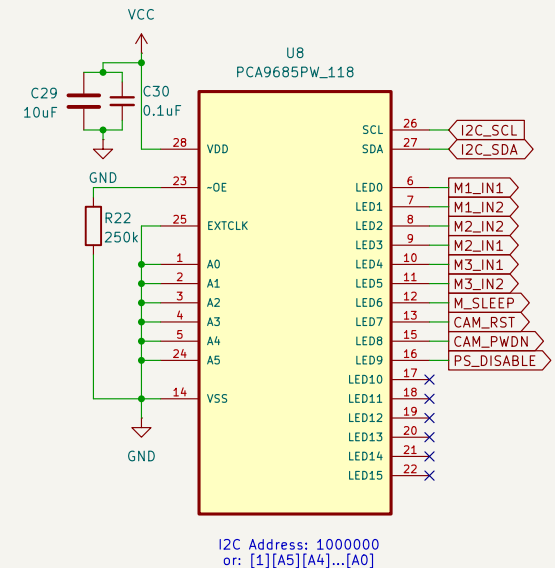 VCC
C29
10uF
C30
0.1uF
GND
U8
PCA9685PW_118
28 VDD
23 ~OE
R22
250k
25 EXTCLK
1 A0
2 A1
3 A2
4 A3
5 A4
24 A5
14 VSS
GND
SCL 26 I2C_SCL
SDA 27 I2C_SDA
LED0 6 M1_IN1
LED1 7 M1_IN2
LED2 8 M2_IN2
LED3 9 M2_IN1
LED4 10 M3_IN1
LED5 11 M3_IN2
LED6 12 M_SLEEP
LED7 13 CAM_RST
LED8 15 CAM_PWDN
LED9 16 PS_DISABLE
LED10 17
LED11 18
LED12 19
LED13 20
LED14 21
LED15 22
I2C Address: 1000000
or: [1][A5][A4]...[A0]